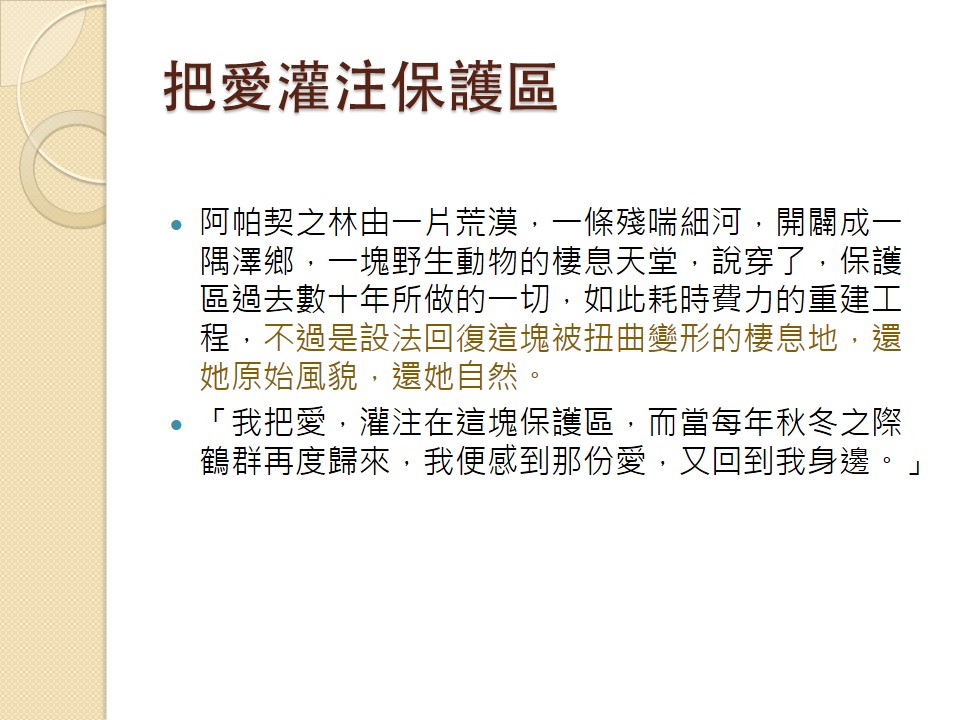 把愛灌注保護區
• 阿帕契之林由一片荒漠，一條殘喘細河，開闢成一
隅澤鄉，一塊野生動物的棲息天堂，說穿了，保護
區過去數十年所做的一切，如此耗時費力的重建工
程，不過是設法回復這塊被扭曲變形的棲息地，還
她原始風貌，還她自然。
• 「我把愛，灌注在這塊保護區，而當每年秋冬之際
鶴群再度歸來，我便感到那份愛，又回到我身邊。」